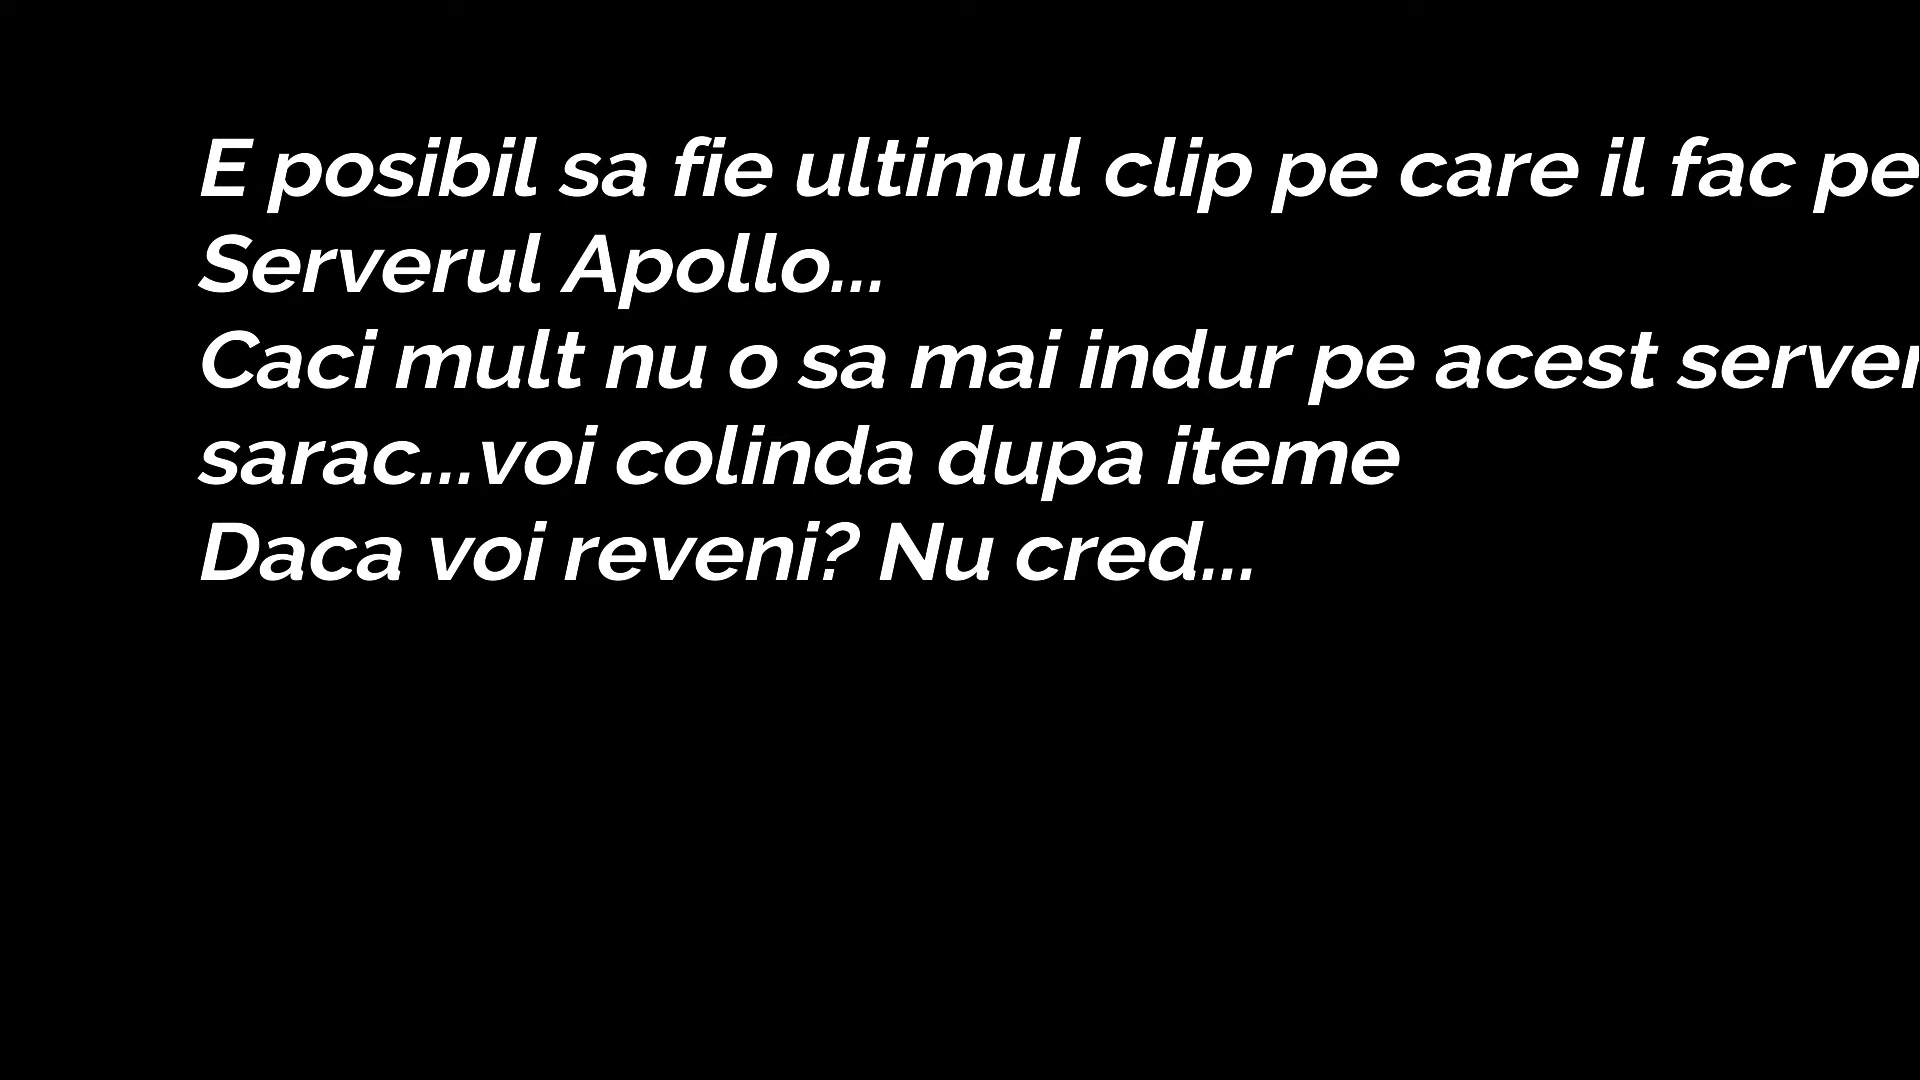 E posibil sa fie ultimul clip pe care il fac pe
Serverul Apollo...
Caci mult nu o sa mai indur pe acest server
sarac...voi colinda dupa iteme
Daca voi reveni? Nu cred...